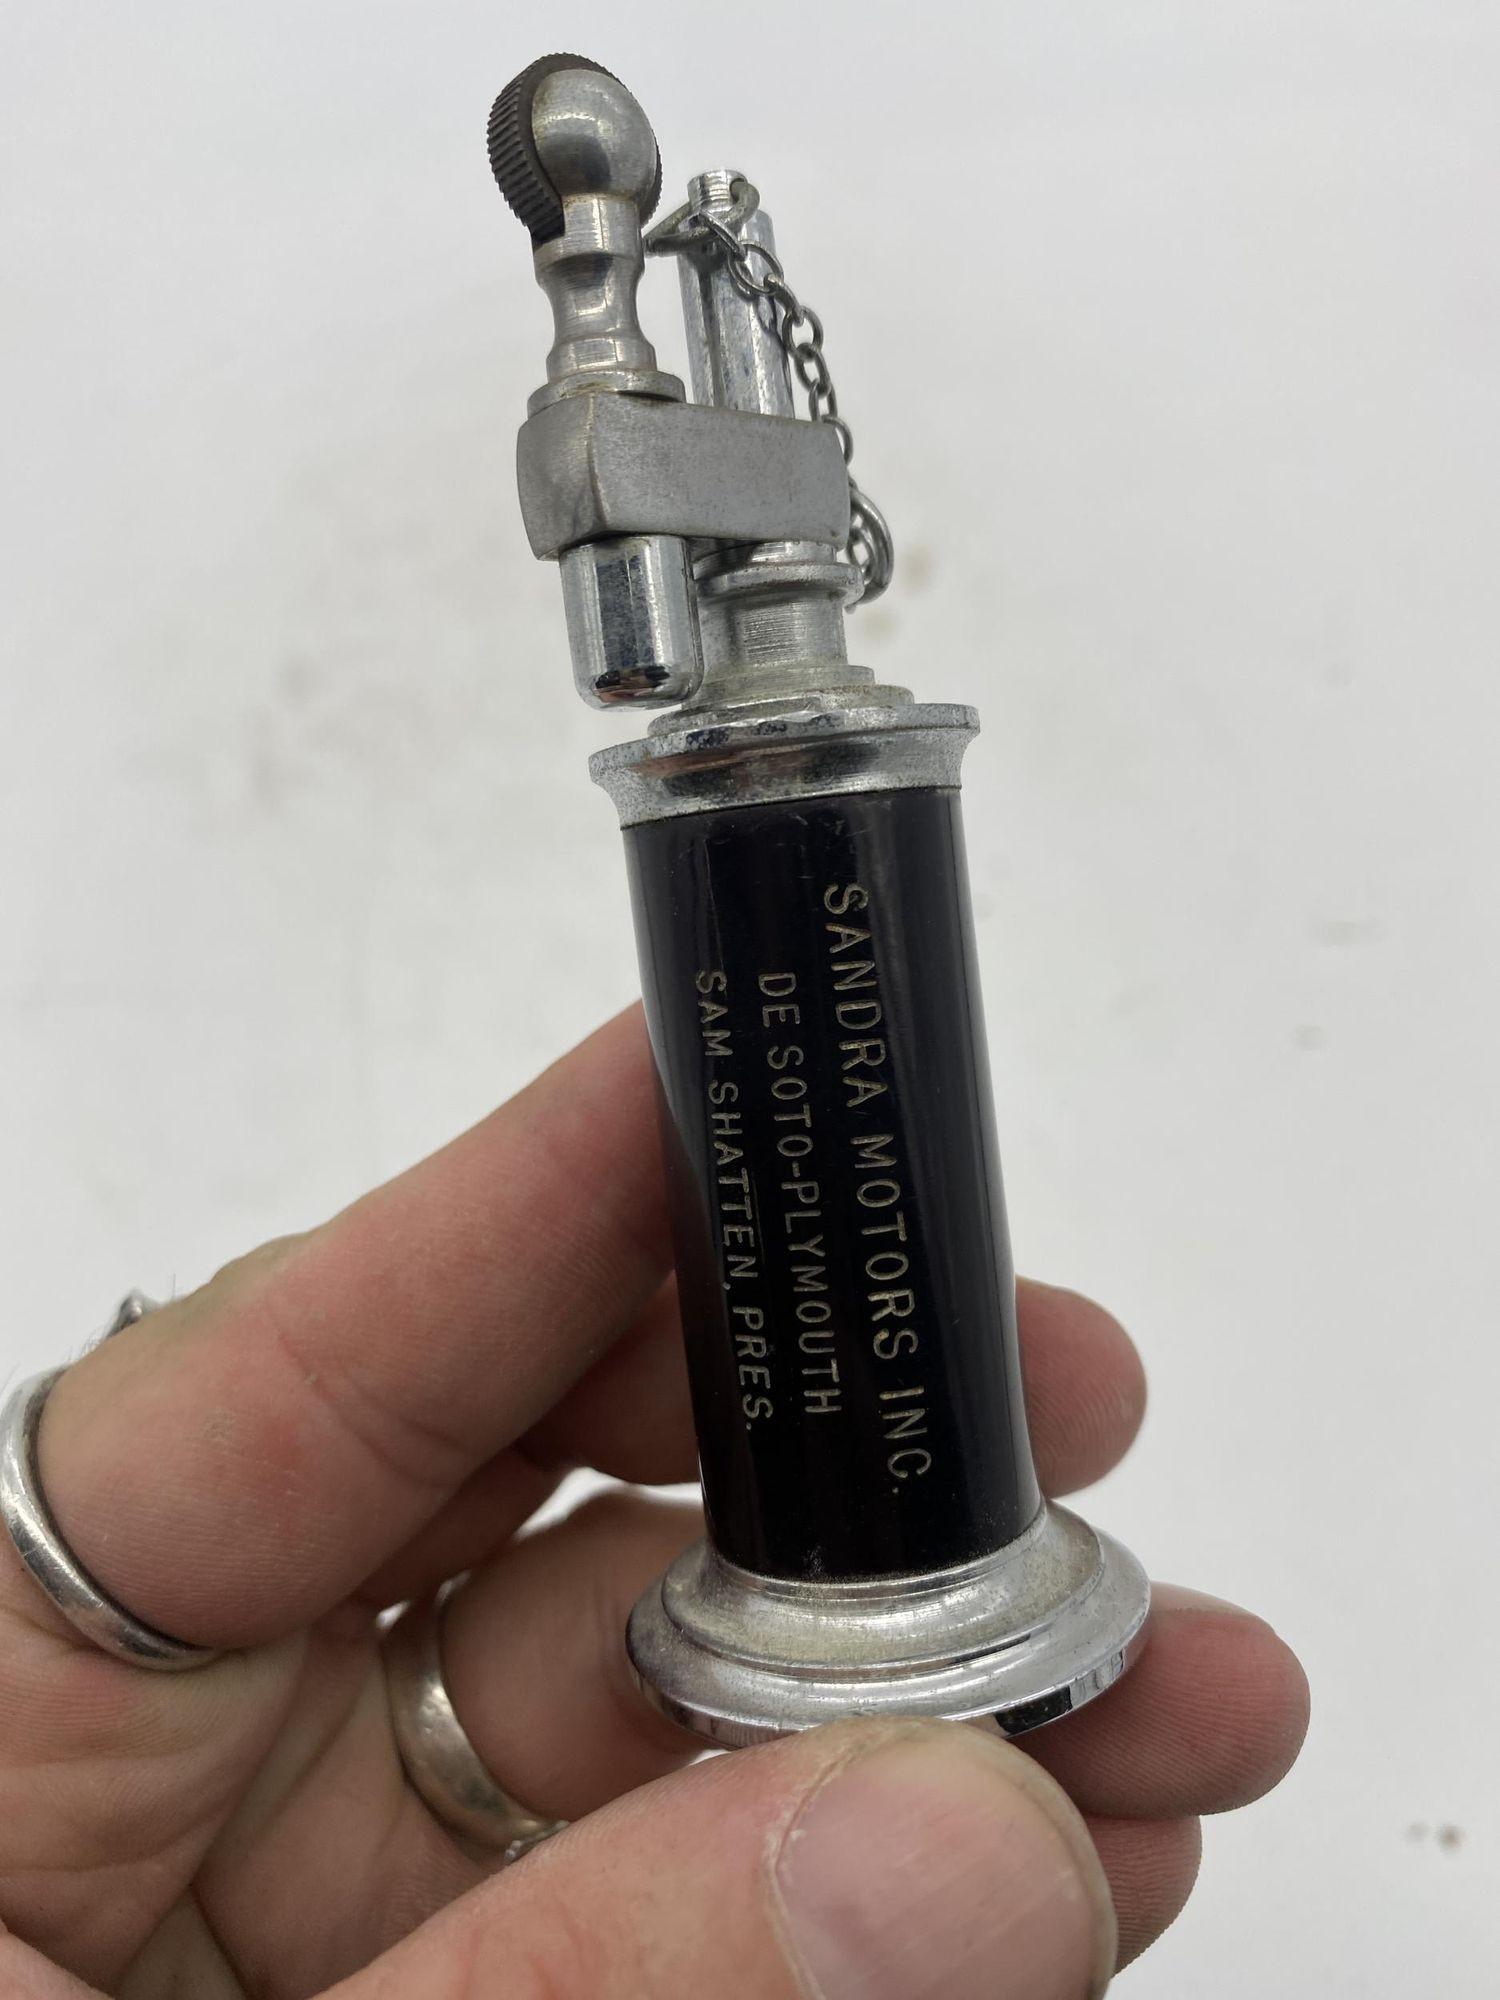 SANDRA MOTORS INC.
DE SOTO-PLYMOUTH
SAM SHATTEN, PRES.